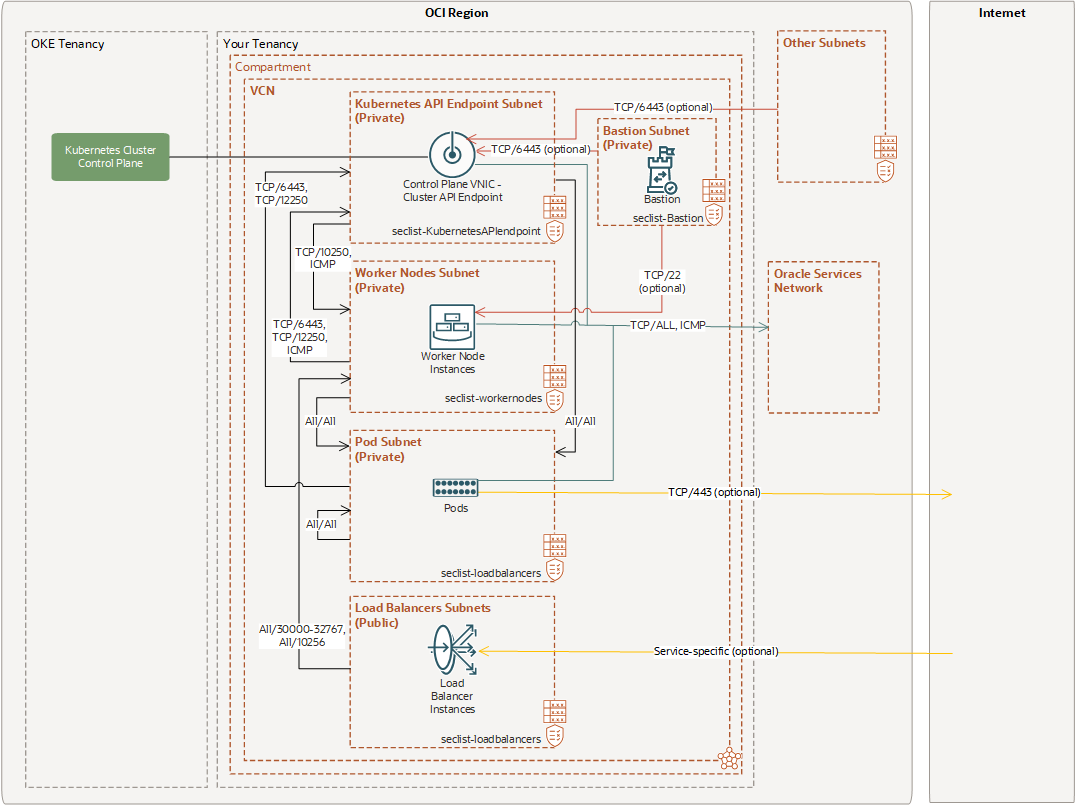 OCI Region
Internet
OKE Tenancy
Your Tenancy
Other Subnets
Compartment
VCN
Kubernetes API Endpoint Subnet
(Private)
TCP/6443 (optional)
Bastion Subnet
(Private)
Kubernetes Cluster
Control Plane
TCP/6443 (optional)
Control Plane VNIC -
Cluster API Endpoint
TCP/6443,
TCP/12250
Bastion
seclist-Bastion
seclist-KubernetesAPIendpoint
TCP/10250,
ICMP
Worker Nodes Subnet
(Private)
TCP/22
(optional)
Oracle Services
Network
TCP/6443,
TCP/12250,
ICMP
TCP/ALL, ICMP
Worker Node
Instances
seclist-workernodes
All/All
All/All
Pod Subnet
(Private)
TCP/443 (optional)
Pods
All/All
seclist-loadbalancers
Load Balancers Subnets
(Public)
All/30000-32767,
All/10256
Service-specific (optional)
Load
Balancer
Instances
seclist-loadbalancers